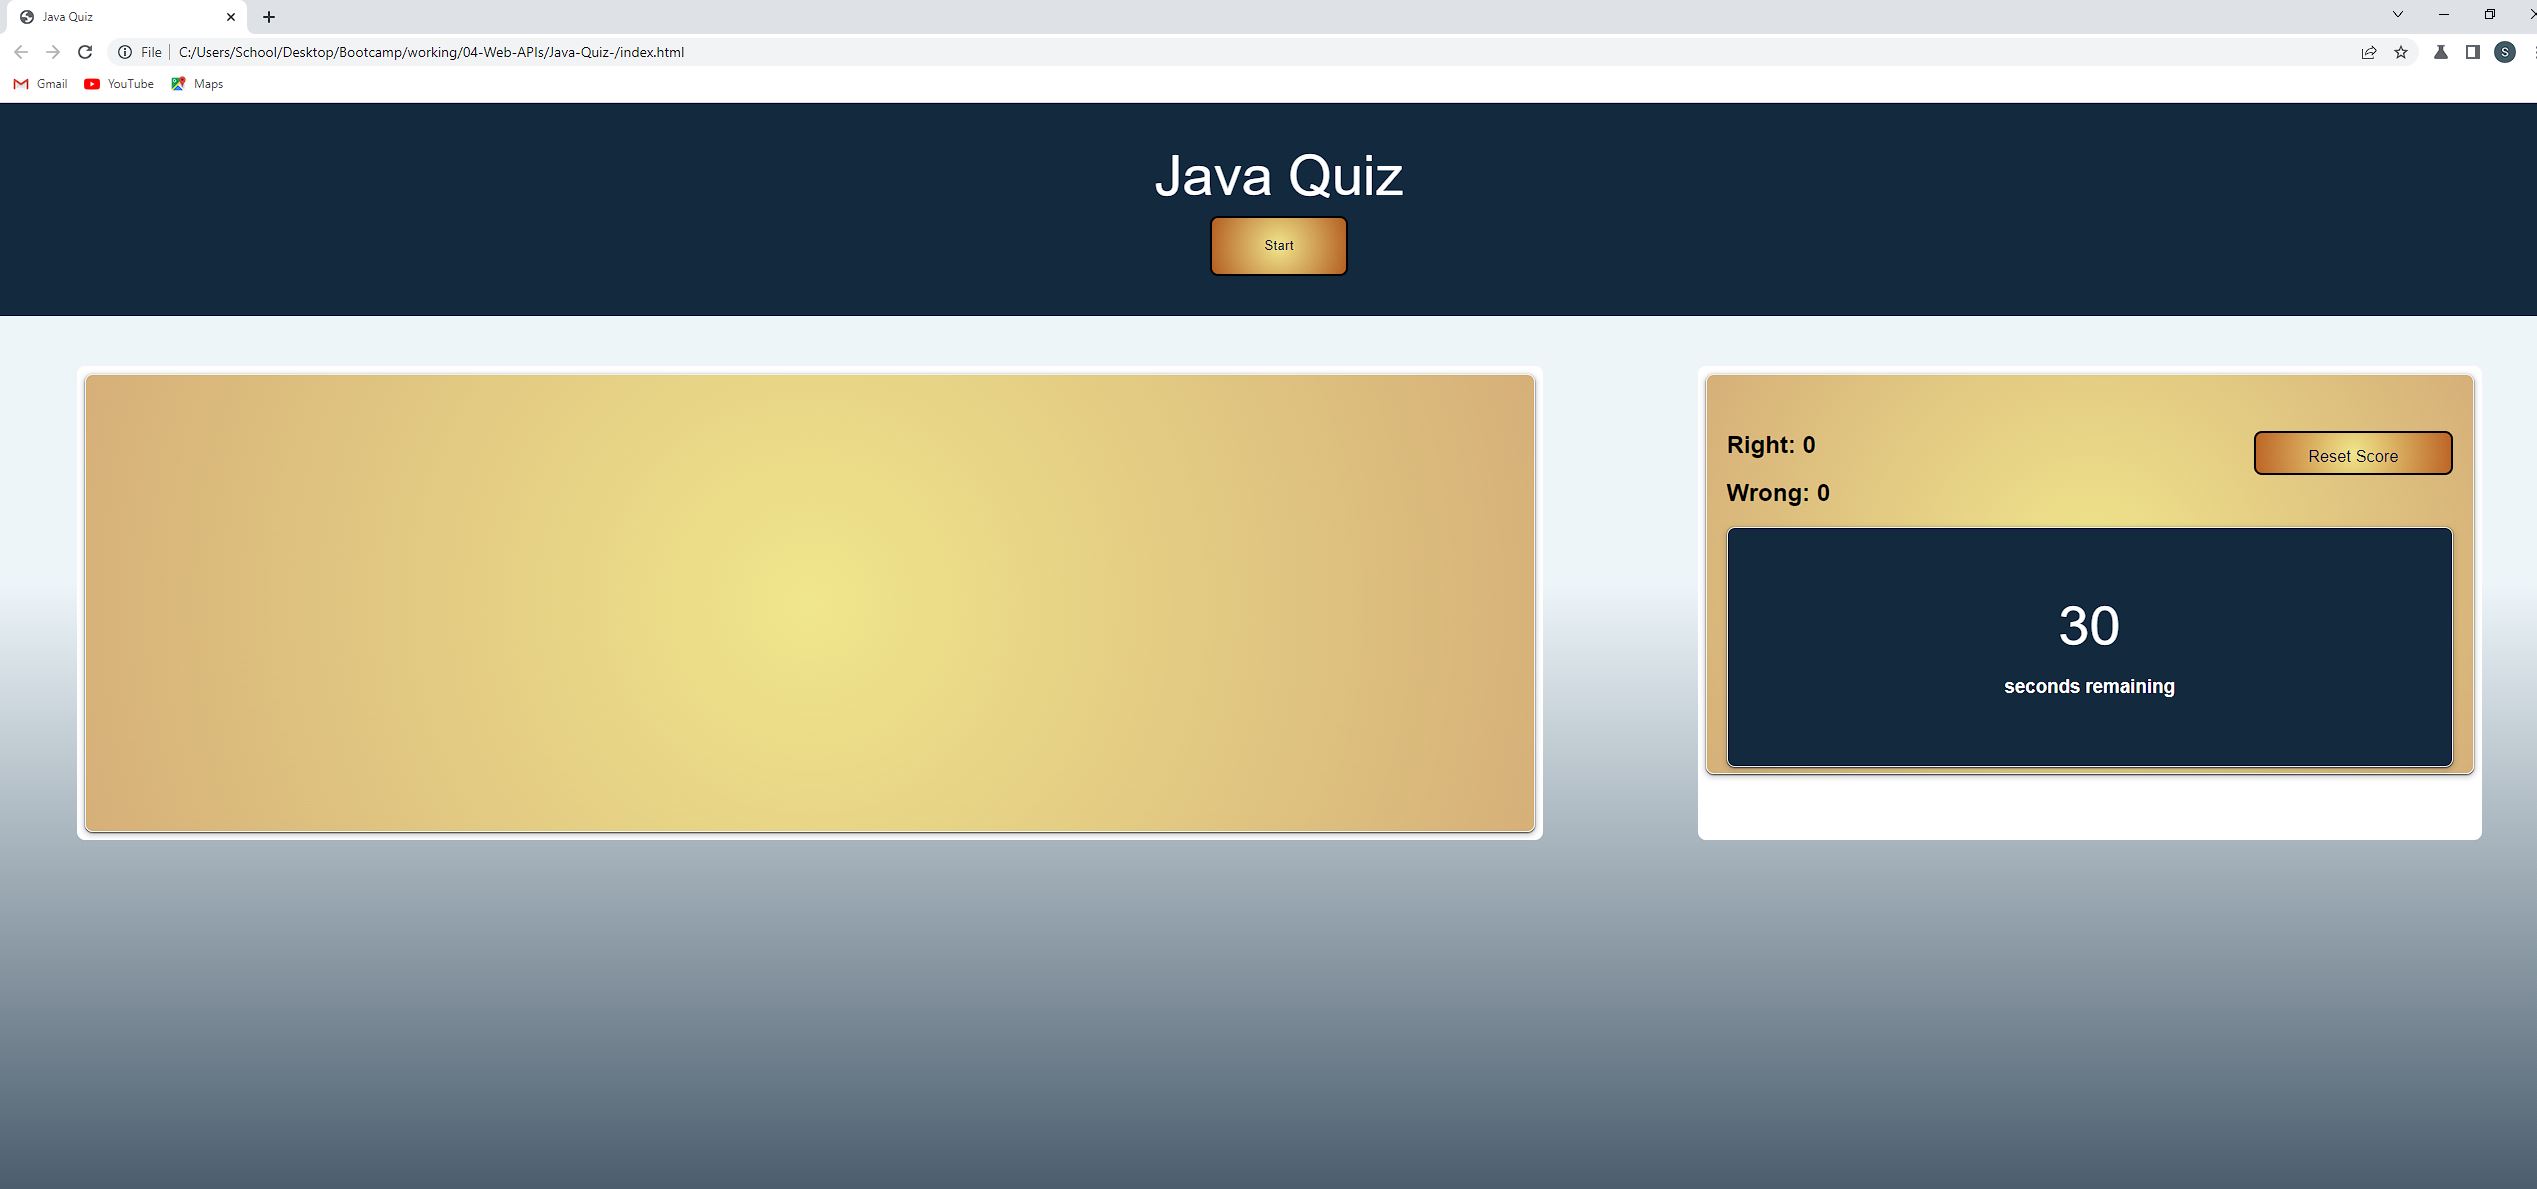 Java Quiz
File C:/Users/School/Desktop/Bootcamp/working/04-Web-APIs/Java-Quiz-/index.html
S
Gmail YouTube Maps
Java Quiz
Start
Right: 0
Reset Score
Wrong: 0
30
seconds remaining